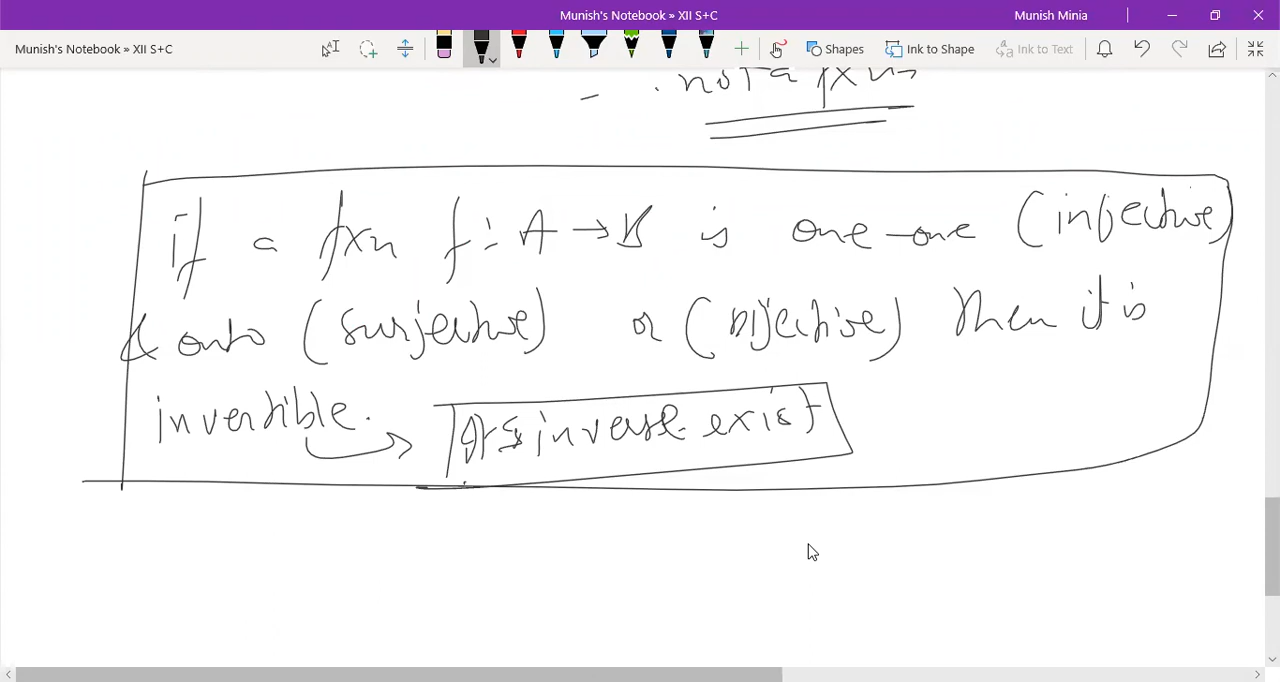 Munish's Notebook » XII S+C
Munish Minia
Munish's Notebook » XII S+C
Shapes
Ink to Shape
Ink to Text
not a fxn
if a fxn f : A → B is one-one (injective)
& onto (surjective) or (bijective) then it is
invertible.
its inverse exist